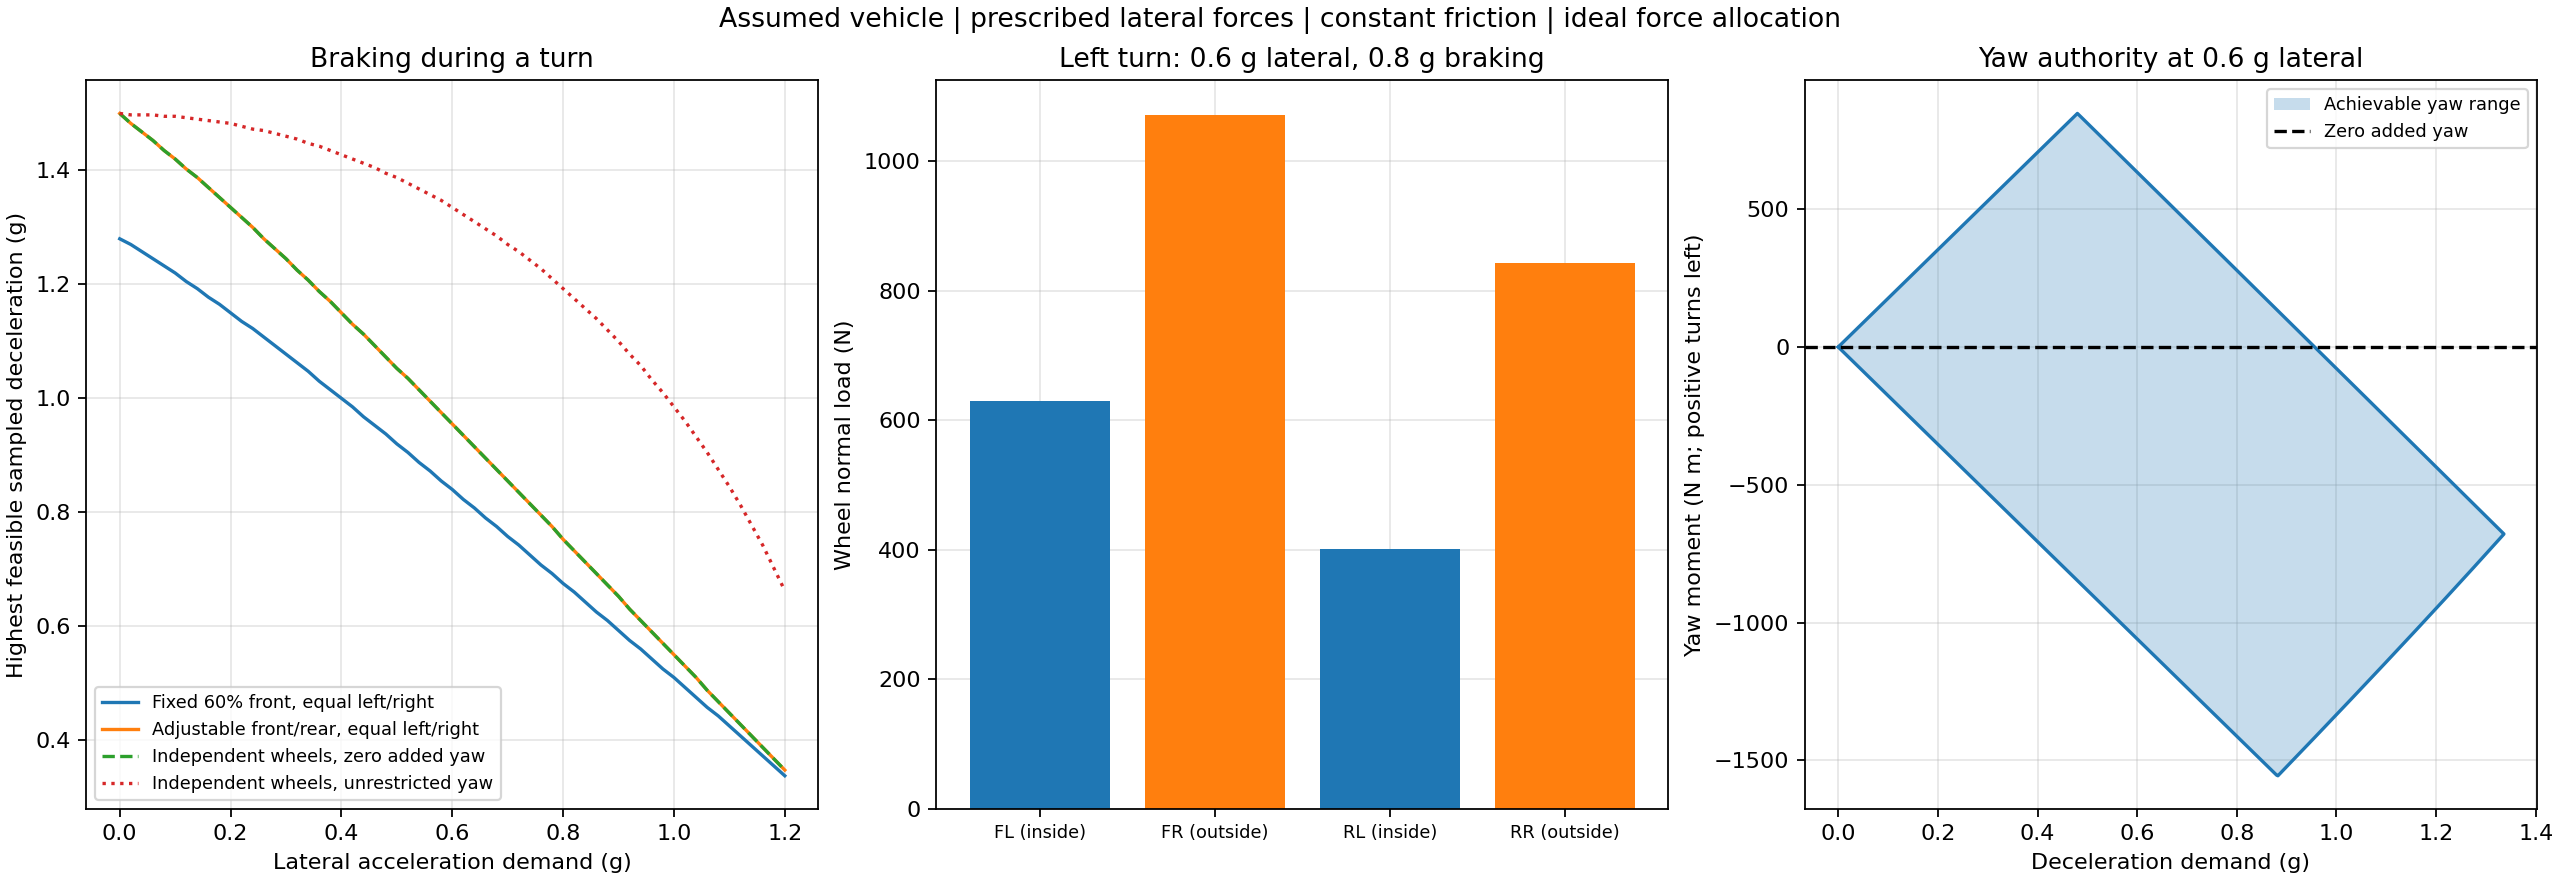 Assumed vehicle | prescribed lateral forces | constant friction | ideal force allocation
Braking during a turn
Highest feasible sampled deceleration (g)
1.4
1.2
1.0
0.8
0.6
0.4
Fixed 60% front, equal left/right
Adjustable front/rear, equal left/right
Independent wheels, zero added yaw
Independent wheels, unrestricted yaw
0.0 0.2 0.4 0.6 0.8 1.0 1.2
Lateral acceleration demand (g)
Left turn: 0.6 g lateral, 0.8 g braking
Wheel normal load (N)
1000
800
600
400
200
0
FL (inside) FR (outside) RL (inside) RR (outside)
Yaw authority at 0.6 g lateral
Yaw moment (N m; positive turns left)
Achievable yaw range
Zero added yaw
500
0
−500
−1000
−1500
0.0 0.2 0.4 0.6 0.8 1.0 1.2 1.4
Deceleration demand (g)